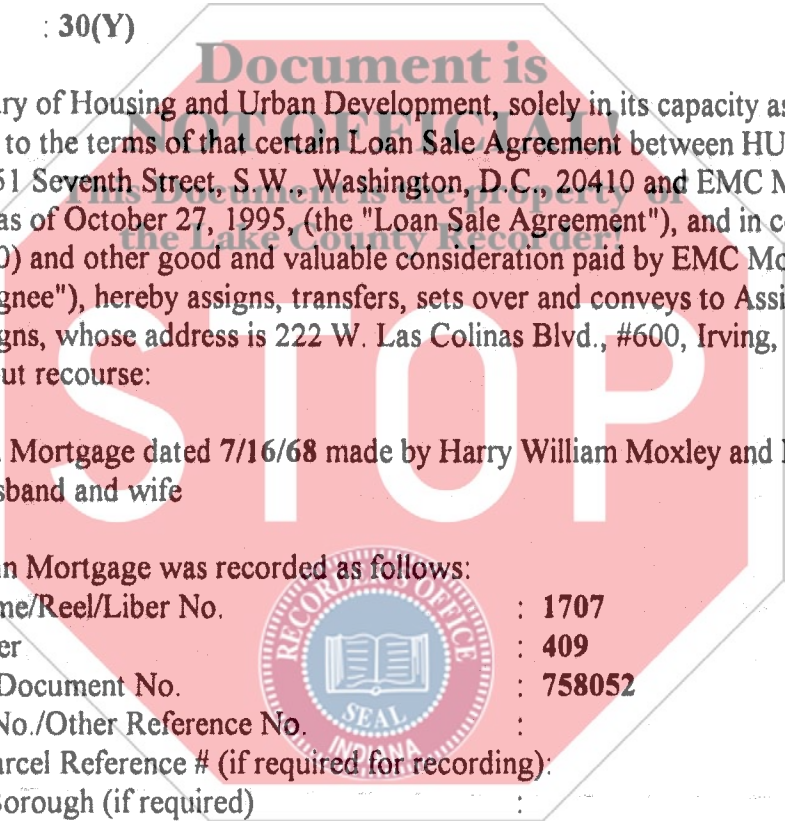 : 30(Y)
Document is
ry of Housing and Urban Development, solely in its capacity as
NOT OFFICIAL!
to the terms of that certain Loan Sale Agreement between HU
51 Seventh Street, S.W., Washington, D.C., 20410 and EMC M
This Document is the property of
as of October 27, 1995, (the "Loan Sale Agreement"), and in c
the Lake County Recorder!
0) and other good and valuable consideration paid by EMC Mo
gnee"), hereby assigns, transfers, sets over and conveys to Assi
gns, whose address is 222 W. Las Colinas Blvd., #600, Irving,
ut recourse:
STOP
Mortgage dated 7/16/68 made by Harry William Moxley and
sband and wife
n Mortgage was recorded as follows:
me/Reel/Liber No. : 1707
er : 409
Document No. : 758052
No./Other Reference No. :
arcel Reference # (if required for recording):
Borough (if required) :
RECORDER'S OFFICE
SEAL
INDIANA